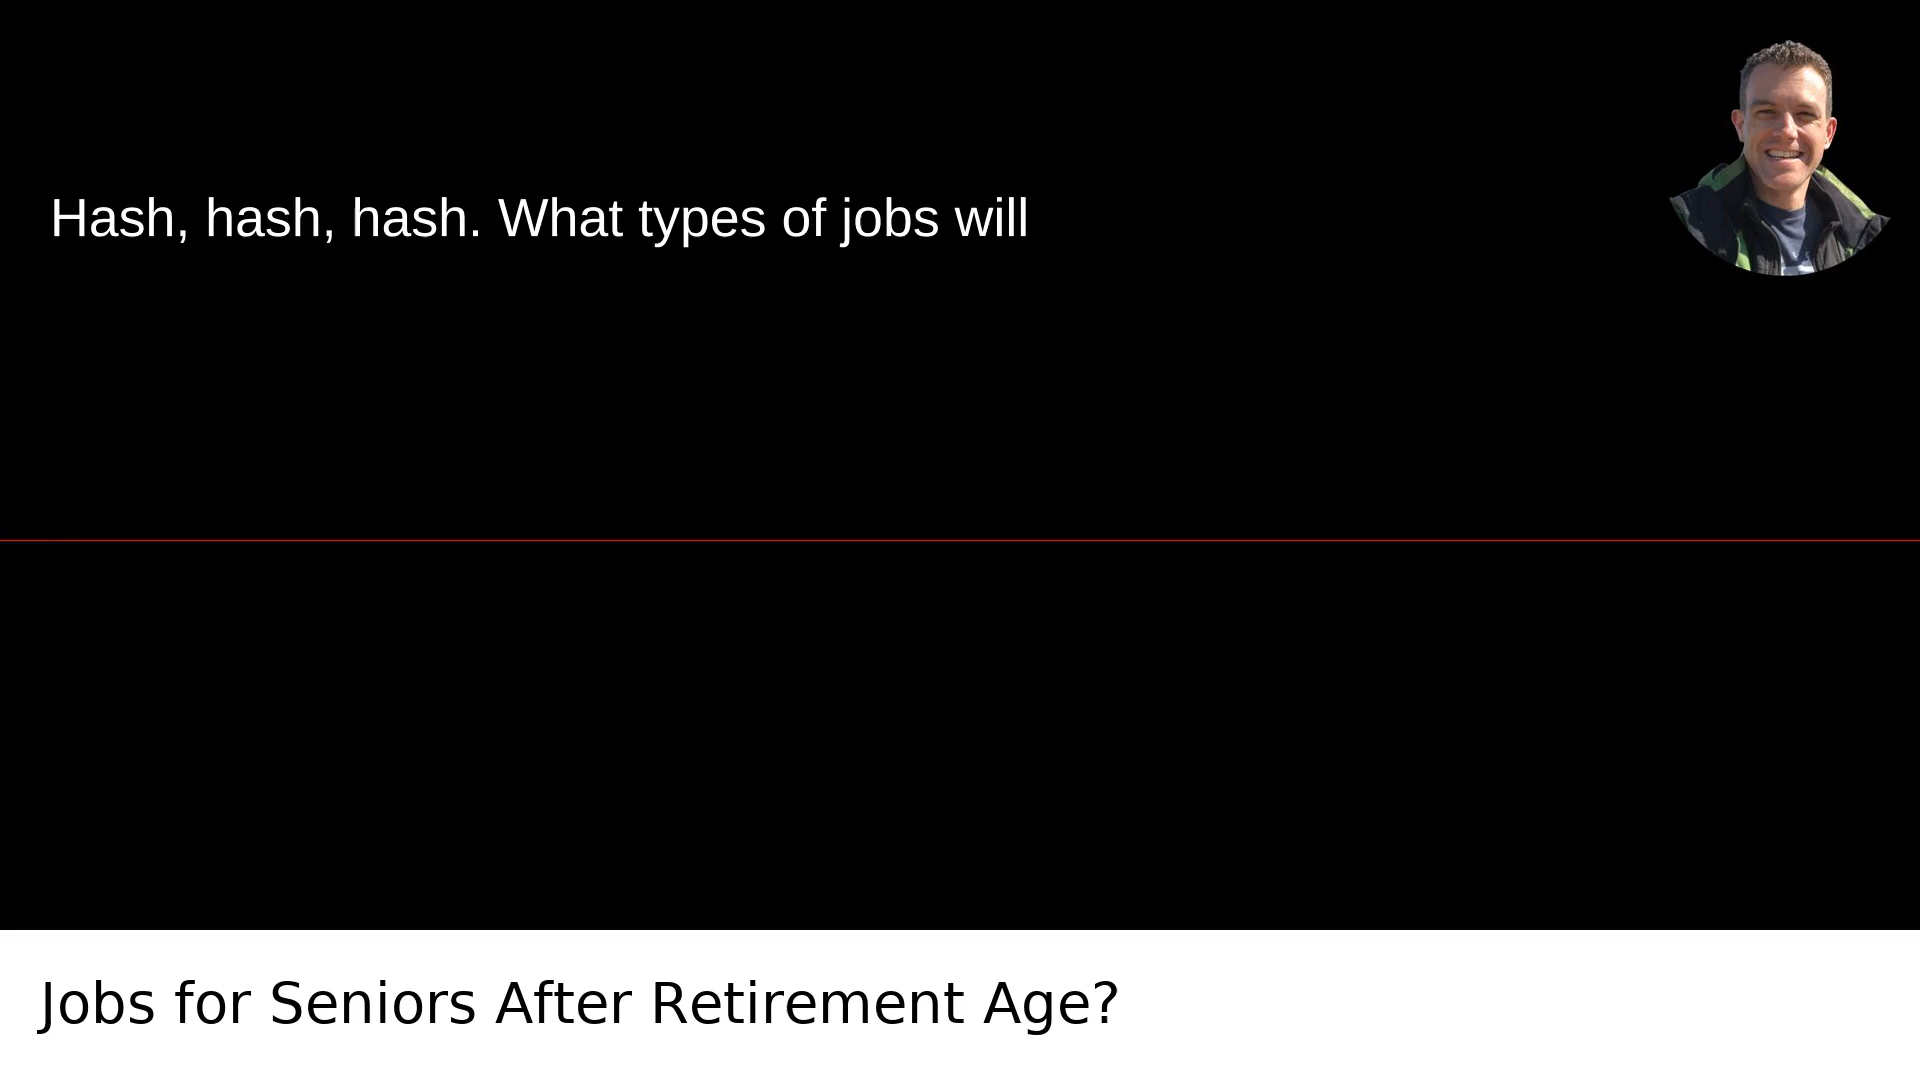 Hash, hash, hash. What types of jobs will
Jobs for Seniors After Retirement Age?